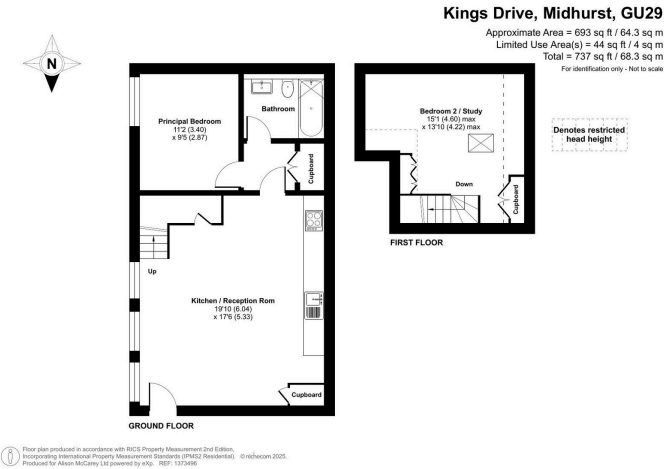 Kings Drive, Midhurst, GU29
Approximate Area = 693 sq ft / 64.3 sq m
Limited Use Area(s) = 44 sq ft / 4 sq m
Total = 737 sq ft / 68.3 sq m
For identification only - Not to scale
N
Principal Bedroom
11'2 (3.40)
x 9'5 (2.87)
Bathroom
Cupboard
Up
Kitchen / Reception Rom
19'10 (6.04)
x 17'6 (5.33)
Cupboard
GROUND FLOOR
Bedroom 2 / Study
15'1 (4.60) max
x 13'10 (4.22) max
Down
Cupboard
FIRST FLOOR
Denotes restricted
head height
Floor plan produced in accordance with RICS Property Measurement 2nd Edition,
Incorporating International Property Measurement Standards (IPMS2 Residential). © ntchecom 2025.
Produced for Alison McCarey Ltd powered by eXp. REF: 1373496